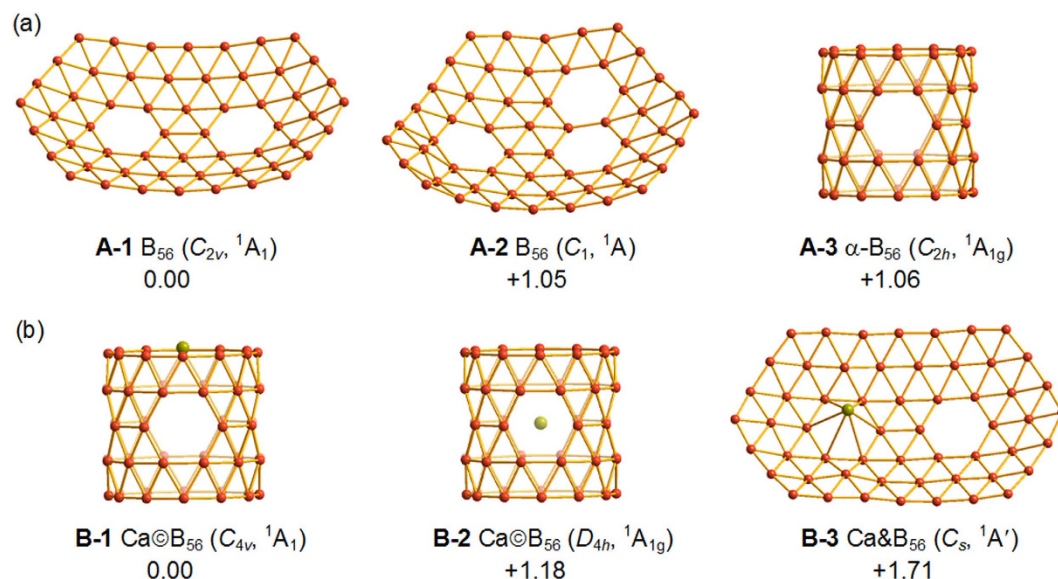 (a)
A-1 B₅₆ (C₂ᵥ, ¹A₁)
0.00
A-2 B₅₆ (C₁, ¹A)
+1.05
A-3 α-B₅₆ (C₂ₕ, ¹A₁g)
+1.06
(b)
B-1 Ca©B₅₆ (C₄ᵥ, ¹A₁)
0.00
B-2 Ca©B₅₆ (D₄ₕ, ¹A₁g)
+1.18
B-3 Ca&B₅₆ (Cₛ, ¹A′)
+1.71